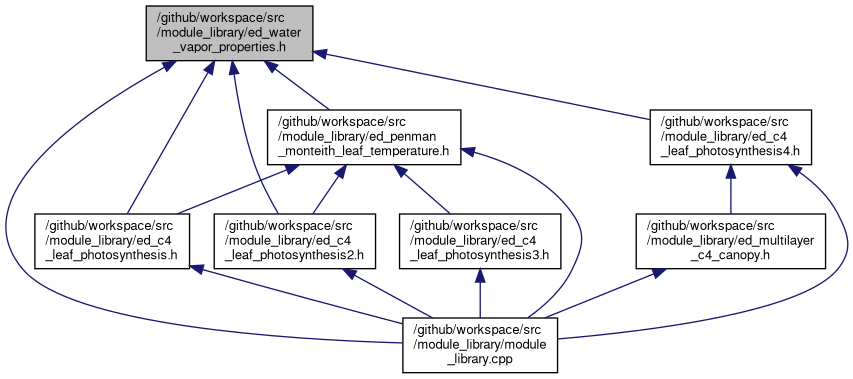 /github/workspace/src
/module_library/ed_water
_vapor_properties.h
/github/workspace/src
/module_library/ed_penman
_monteith_leaf_temperature.h
/github/workspace/src
/module_library/ed_c4
_leaf_photosynthesis4.h
/github/workspace/src
/module_library/ed_c4
_leaf_photosynthesis.h
/github/workspace/src
/module_library/ed_c4
_leaf_photosynthesis2.h
/github/workspace/src
/module_library/ed_c4
_leaf_photosynthesis3.h
/github/workspace/src
/module_library/ed_multilayer
_c4_canopy.h
/github/workspace/src
/module_library/module
_library.cpp